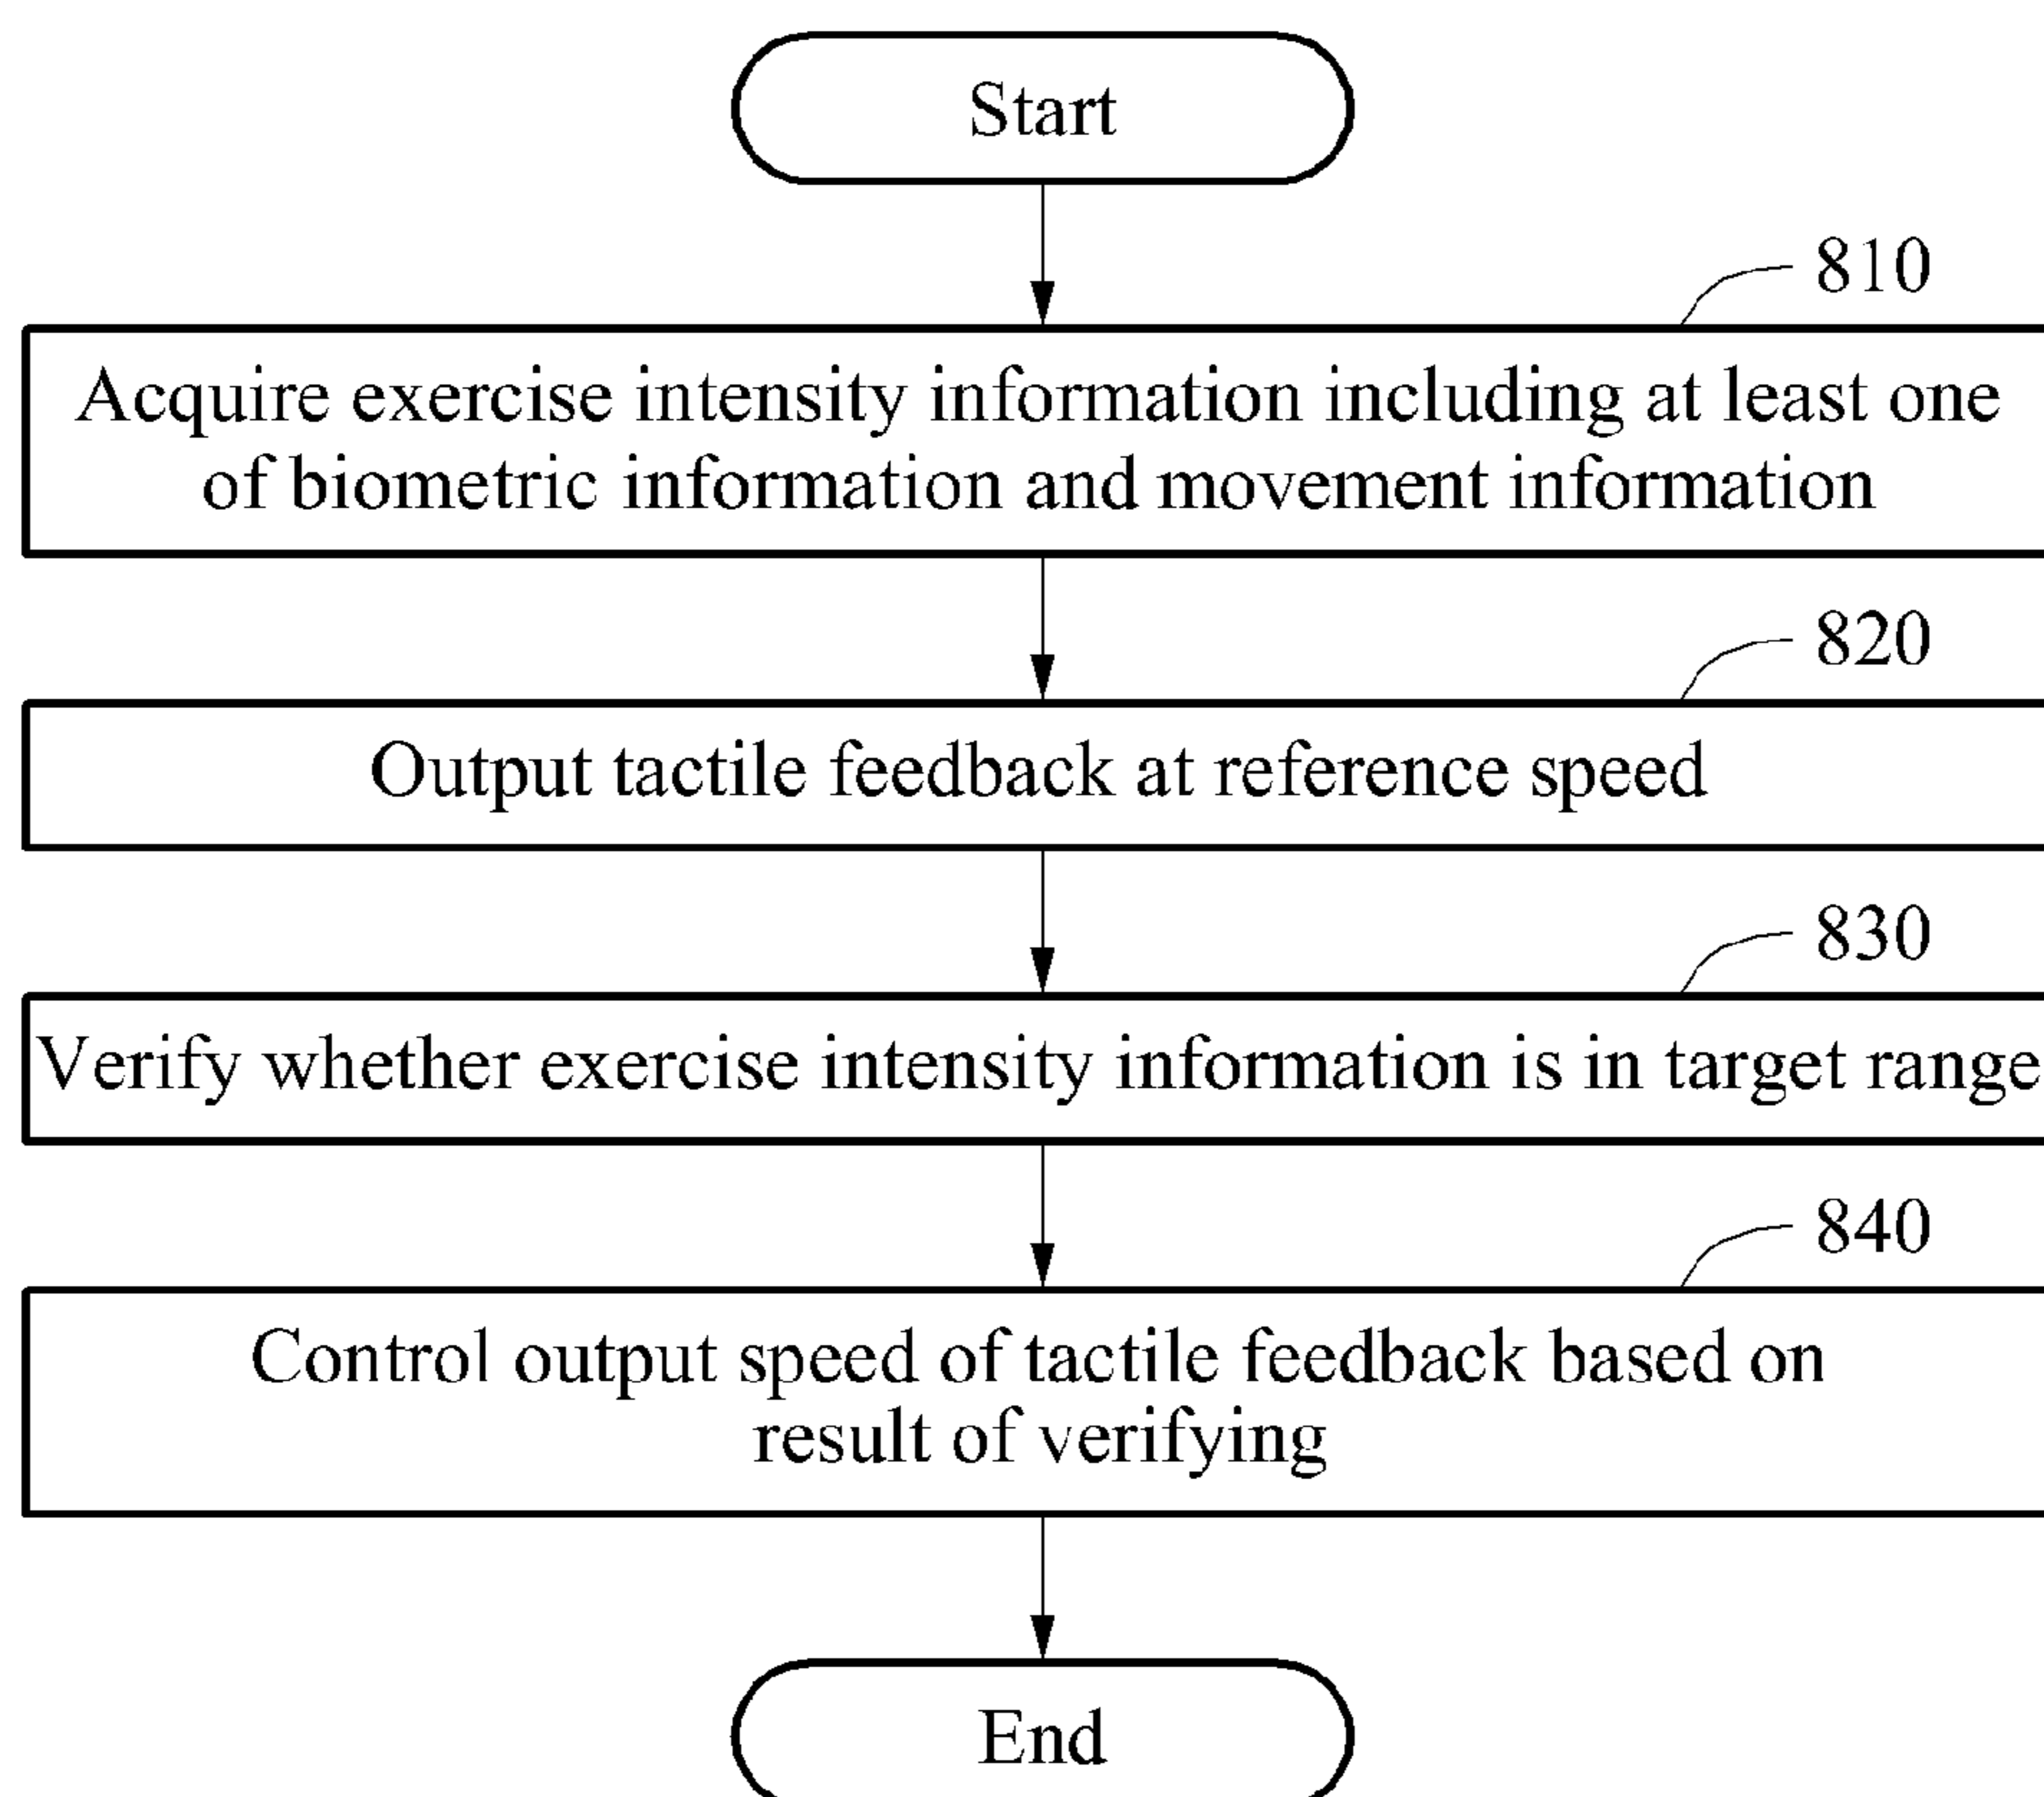 Start
810
Acquire exercise intensity information including at least one
of biometric information and movement information
820
Output tactile feedback at reference speed
830
Verify whether exercise intensity information is in target range
840
Control output speed of tactile feedback based on
result of verifying
End